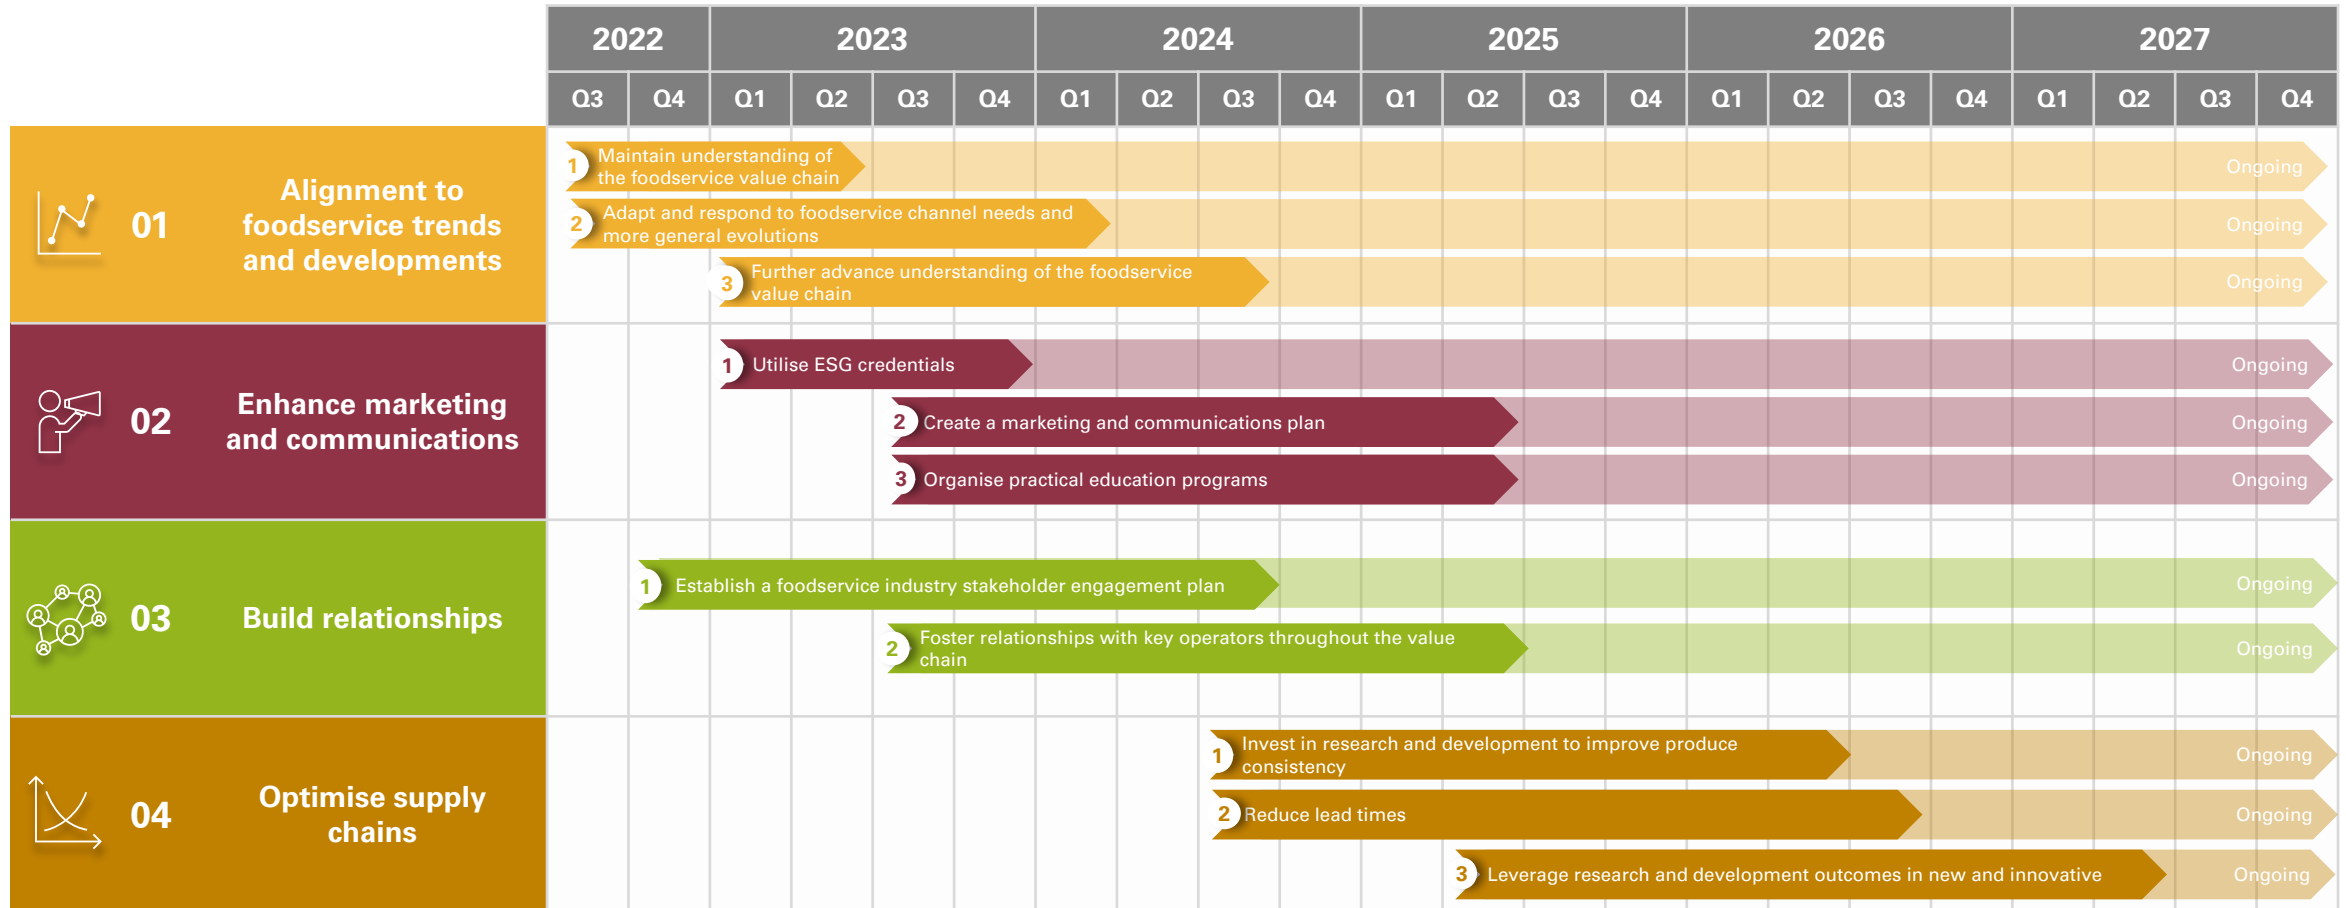 2022 2023 2024 2025 2026 2027
Q3 Q4 Q1 Q2 Q3 Q4 Q1 Q2 Q3 Q4 Q1 Q2 Q3 Q4 Q1 Q2 Q3 Q4 Q1 Q2 Q3 Q4
01
Alignment to
foodservice trends
and developments
1
Maintain understanding of
the foodservice value chain
Ongoing
2
Adapt and respond to foodservice channel needs and
more general evolutions
Ongoing
3
Further advance understanding of the foodservice
value chain
Ongoing
02
Enhance marketing
and communications
1 Utilise ESG credentials Ongoing
2 Create a marketing and communications plan Ongoing
3 Organise practical education programs Ongoing
03
Build relationships
1 Establish a foodservice industry stakeholder engagement plan Ongoing
2
Foster relationships with key operators throughout the value
chain
Ongoing
04
Optimise supply
chains
1
Invest in research and development to improve produce
consistency
Ongoing
2 Reduce lead times Ongoing
3 Leverage research and development outcomes in new and innovative Ongoing